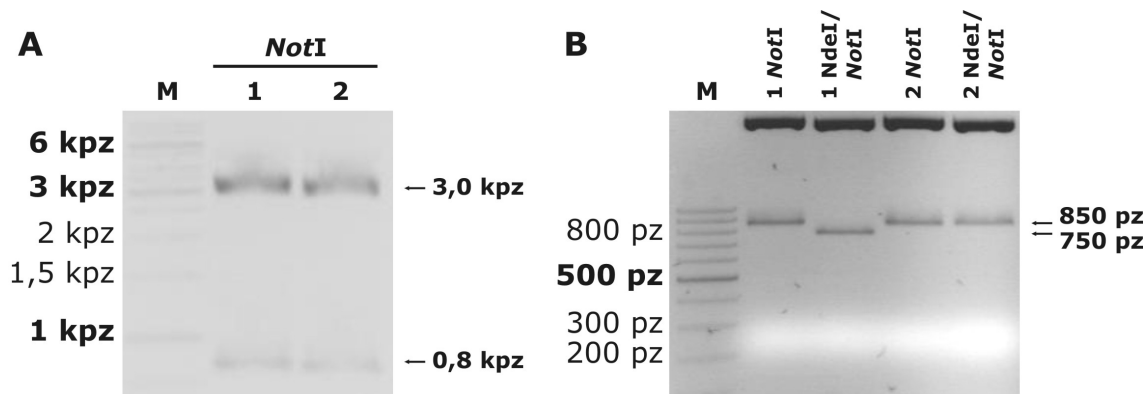 A
NotI
M
1
2
6 kpz
3 kpz
2 kpz
1,5 kpz
1 kpz
← 3,0 kpz
← 0,8 kpz
B
M
1 NotI
1 NdeI/
NotI
2 NotI
2 NdeI/
NotI
800 pz
500 pz
300 pz
200 pz
← 850 pz
← 750 pz